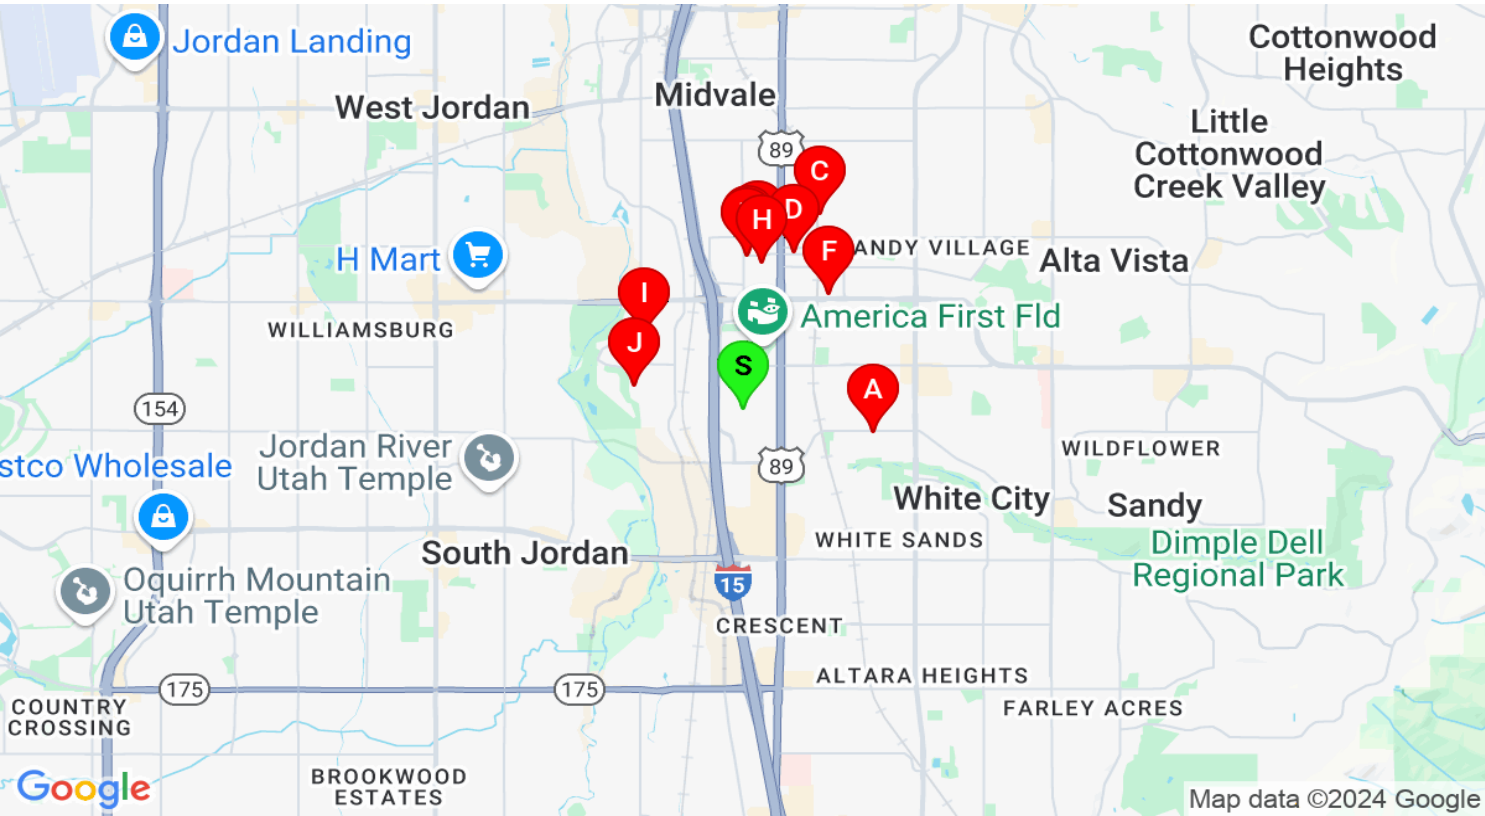 Cottonwood
Heights
Jordan Landing
Midvale
West Jordan
Little
Cottonwood
Creek Valley
89
C
D
H
F
ANDY VILLAGE
Alta Vista
H Mart
I
America First Fld
WILLIAMSBURG
J
S
A
154
Jordan River
Utah Temple
WILDFLOWER
stco Wholesale
89
White City
Sandy
WHITE SANDS
Dimple Dell
Regional Park
South Jordan
15
Oquirrh Mountain
Utah Temple
CRESCENT
ALTARA HEIGHTS
175
175
COUNTRY
CROSSING
FARLEY ACRES
BROOKWOOD
ESTATES
Google
Map data ©2024 Google